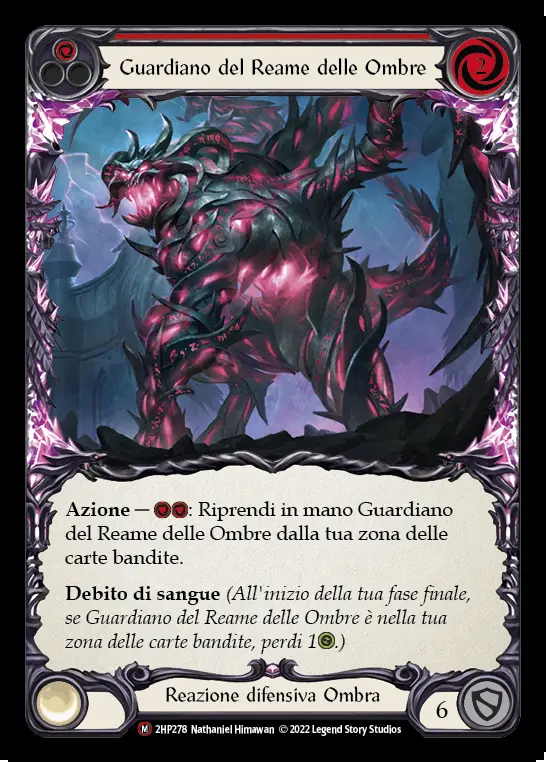 Guardiano del Reame delle Ombre
2
Azione — : Riprendi in mano Guardiano
del Reame delle Ombre dalla tua zona delle
carte bandite.
Debito di sangue (All'inizio della tua fase finale,
se Guardiano del Reame delle Ombre è nella tua
zona delle carte bandite, perdi 1 .)
Reazione difensiva Ombra
6
M 2HP278 Nathaniel Himawan © 2022 Legend Story Studios